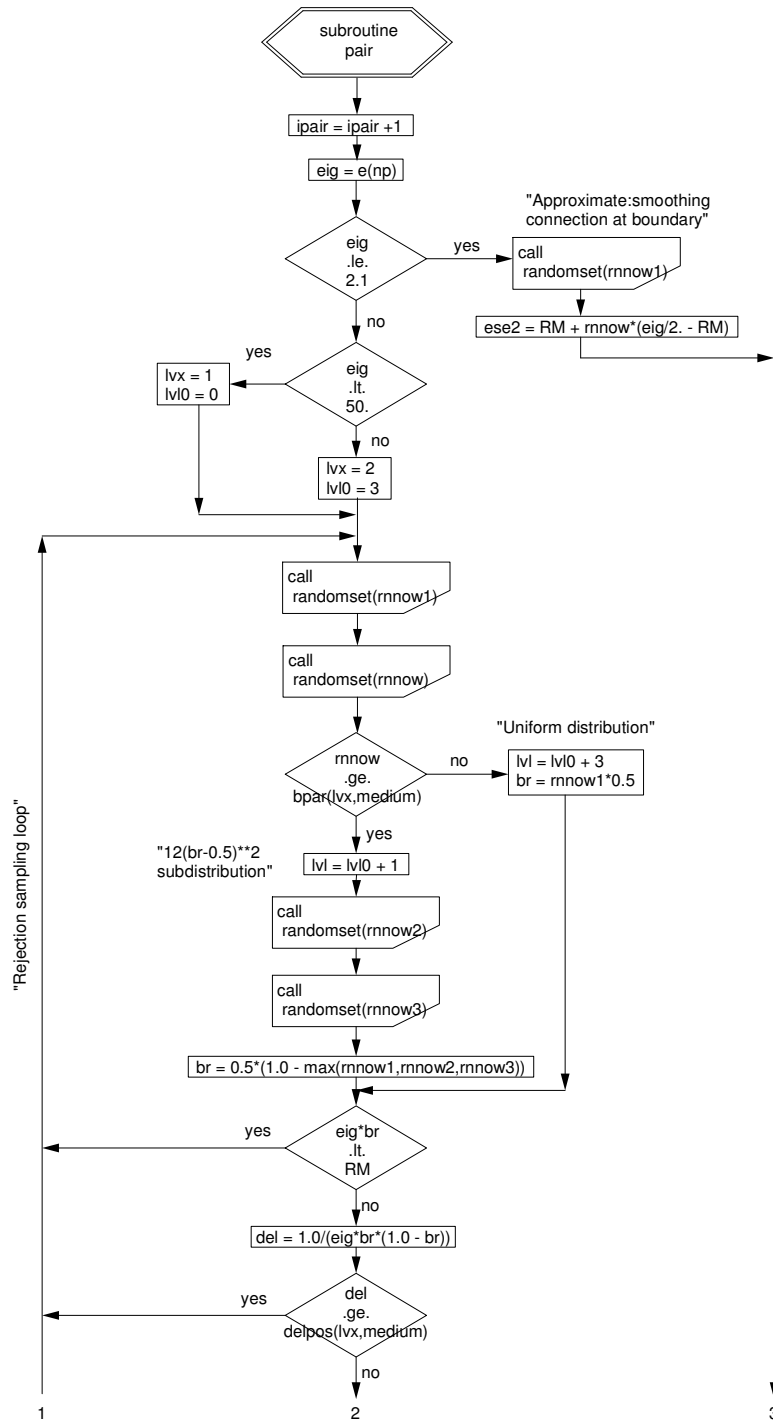 subroutine
pair
ipair = ipair +1
eig = e(np)
"Approximate:smoothing
connection at boundary"
eig
.le.
2.1
yes
call
randomset(rnnow1)
no
ese2 = RM + rnnow*(eig/2. - RM)
yes
eig
.lt.
50.
lvx = 1
lvl0 = 0
no
lvx = 2
lvl0 = 3
call
randomset(rnnow1)
call
randomset(rnnow)
"Uniform distribution"
rnnow
.ge.
bpar(lvx,medium)
no
lvl = lvl0 + 3
br = rnnow1*0.5
yes
"12(br-0.5)**2
subdistribution"
lvl = lvl0 + 1
call
randomset(rnnow2)
"Rejection sampling loop"
call
randomset(rnnow3)
br = 0.5*(1.0 - max(rnnow1,rnnow2,rnnow3))
yes
eig*br
.lt.
RM
no
del = 1.0/(eig*br*(1.0 - br))
yes
del
.ge.
delpos(lvx,medium)
no
1
2
3